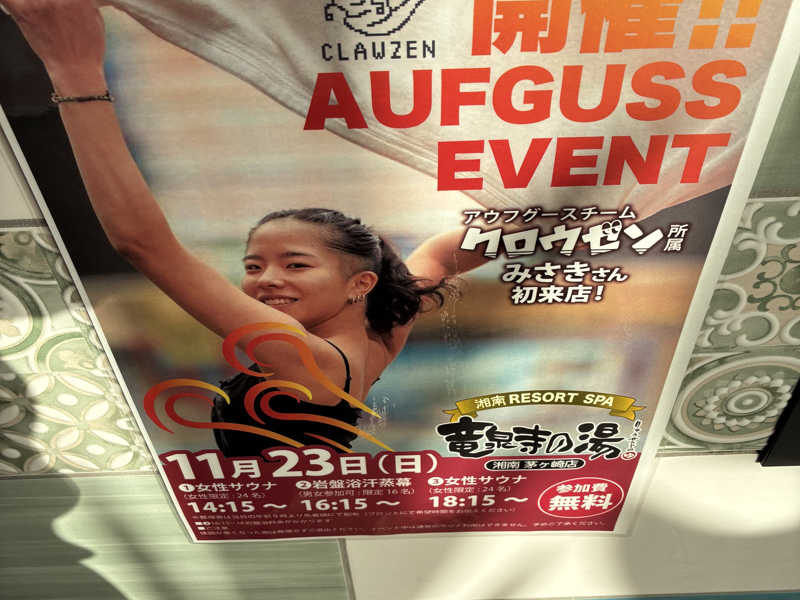 開催!!
CLAWZEN
AUFGUSS
EVENT
アウフグースチーム
クロウゼン所属
みさきさん
初来店！
湘南 RESORT SPA
竜泉寺の湯
湘南 茅ヶ崎店
11月23日（日）
①女性サウナ
（女性限定：24名）
14:15〜
②岩盤浴汗蒸幕
（男女参加可：限定16名）
16:15〜
③女性サウナ
（女性限定：24名）
18:15〜
参加費
無料